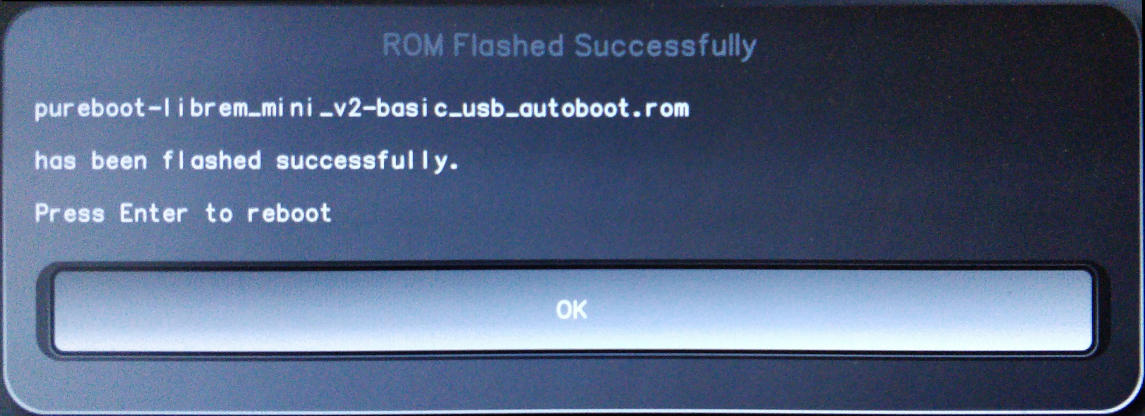 ROM Flashed Successfully
pureboot-librem_mini_v2-basic_usb_autoboot.rom
has been flashed successfully.
Press Enter to reboot
OK